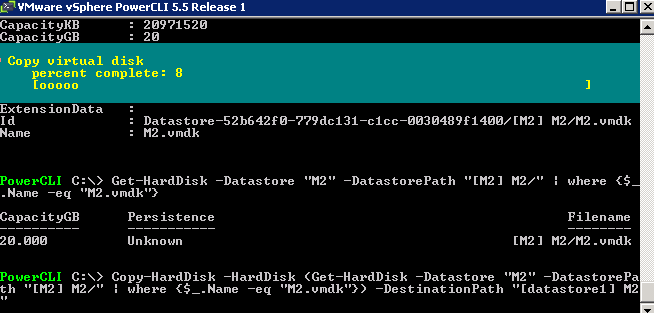 VMware vSphere PowerCLI 5.5 Release 1
CapacityKB : 20971520
CapacityGB : 20
Copy virtual disk
percent complete: 8
[ooooo ]
ExtensionData :
Id : Datastore-52b642f0-779dc131-c1cc-0030489f1400/[M2] M2/M2.vmdk
Name : M2.vmdk
PowerCLI C:\> Get-HardDisk -Datastore "M2" -DatastorePath "[M2] M2/" | where {$_
.Name -eq "M2.vmdk"}
CapacityGB Persistence Filename
---------- ----------- --------
20.000 Unknown [M2] M2/M2.vmdk
PowerCLI C:\> Copy-HardDisk -HardDisk (Get-HardDisk -Datastore "M2" -DatastorePa
th "[M2] M2/" | where {$_.Name -eq "M2.vmdk"}) -DestinationPath "[datastore1] M2
"